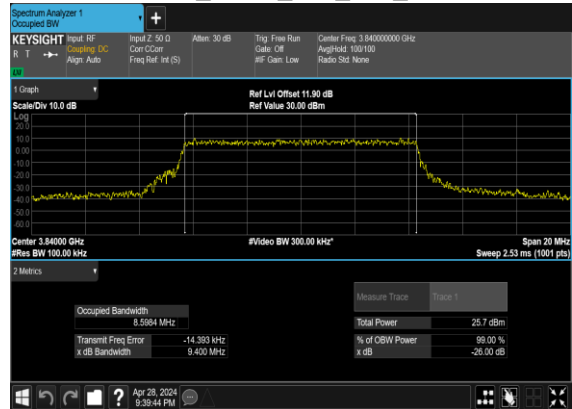 Spectrum Analyzer 1
Occupied BW
+
KEYSIGHT
R T
LW
Input: RF
Coupling: DC
Align: Auto
Input Z: 50 Ω
Corr CCorr
Freq Ref: Int (S)
Atten: 30 dB
Trig: Free Run
Gate: Off
#IF Gain: Low
Center Freq: 3.840000000 GHz
Avg|Hold: 100/100
Radio Std: None
1 Graph
Scale/Div 10.0 dB
Ref Lvl Offset 11.90 dB
Ref Value 30.00 dBm
Log
20.0
10.0
0.00
-10.0
-20.0
-30.0
-40.0
-50.0
-60.0
Center 3.84000 GHz
#Res BW 100.00 kHz
#Video BW 300.00 kHz*
Span 20 MHz
Sweep 2.53 ms (1001 pts)
2 Metrics
Measure Trace Trace 1
Occupied Bandwidth
8.5984 MHz
Total Power 25.7 dBm
Transmit Freq Error -14.393 kHz
% of OBW Power 99.00 %
x dB Bandwidth 9.400 MHz
x dB -26.00 dB
?
Apr 28, 2024
9:39:44 PM